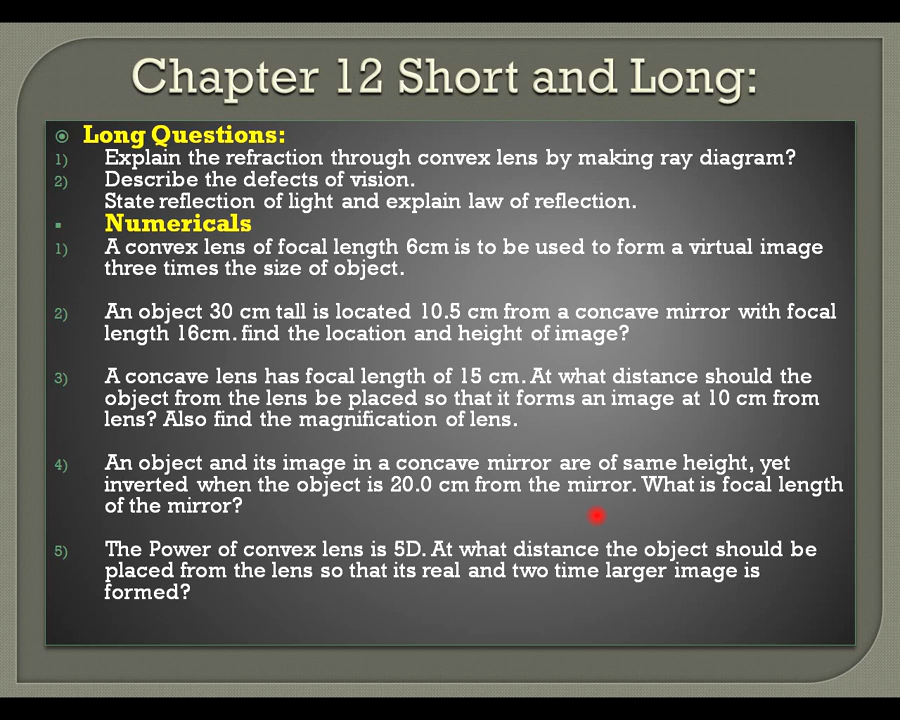 Chapter 12 Short and Long:
Long Questions:
1) Explain the refraction through convex lens by making ray diagram?
2) Describe the defects of vision.
State reflection of light and explain law of reflection.
Numericals
1) A convex lens of focal length 6cm is to be used to form a virtual image
three times the size of object.
2) An object 30 cm tall is located 10.5 cm from a concave mirror with focal
length 16cm. find the location and height of image?
3) A concave lens has focal length of 15 cm. At what distance should the
object from the lens be placed so that it forms an image at 10 cm from
lens? Also find the magnification of lens.
4) An object and its image in a concave mirror are of same height, yet
inverted when the object is 20.0 cm from the mirror. What is focal length
of the mirror?
5) The Power of convex lens is 5D. At what distance the object should be
placed from the lens so that its real and two time larger image is
formed?